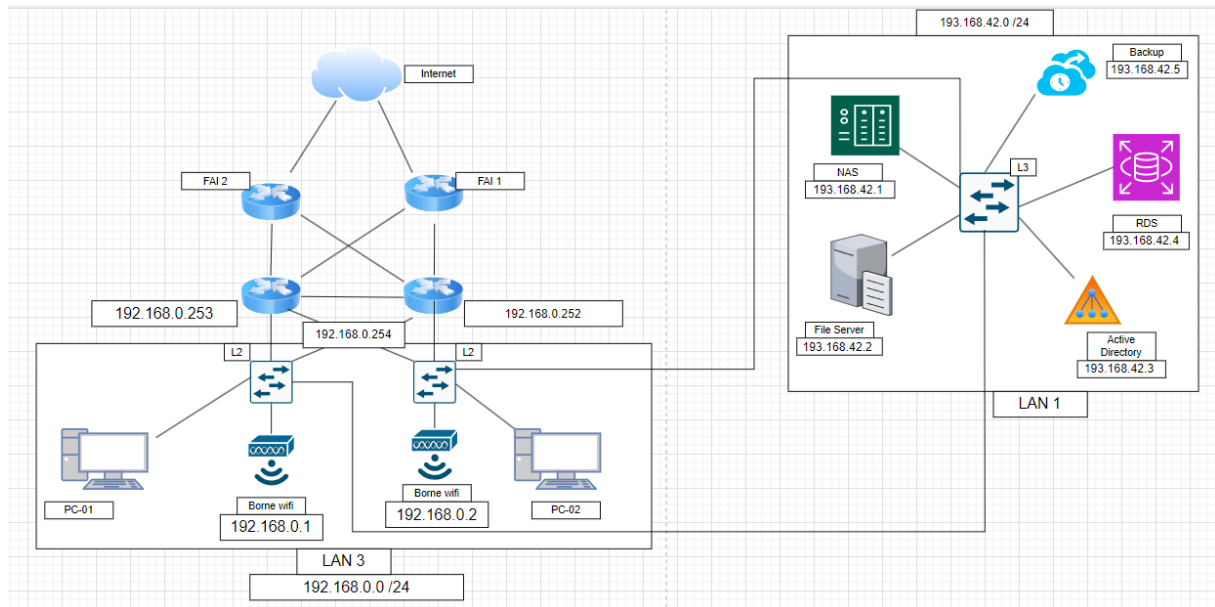 193.168.42.0 /24
Internet
Backup
193.168.42.5
FAI 2
FAI 1
L3
NAS
193.168.42.1
RDS
193.168.42.4
192.168.0.253
192.168.0.252
192.168.0.254
File Server
193.168.42.2
Active
Directory
193.168.42.3
L2
L2
LAN 1
PC-01
Borne wifi
192.168.0.1
Borne wifi
192.168.0.2
PC-02
LAN 3
192.168.0.0 /24